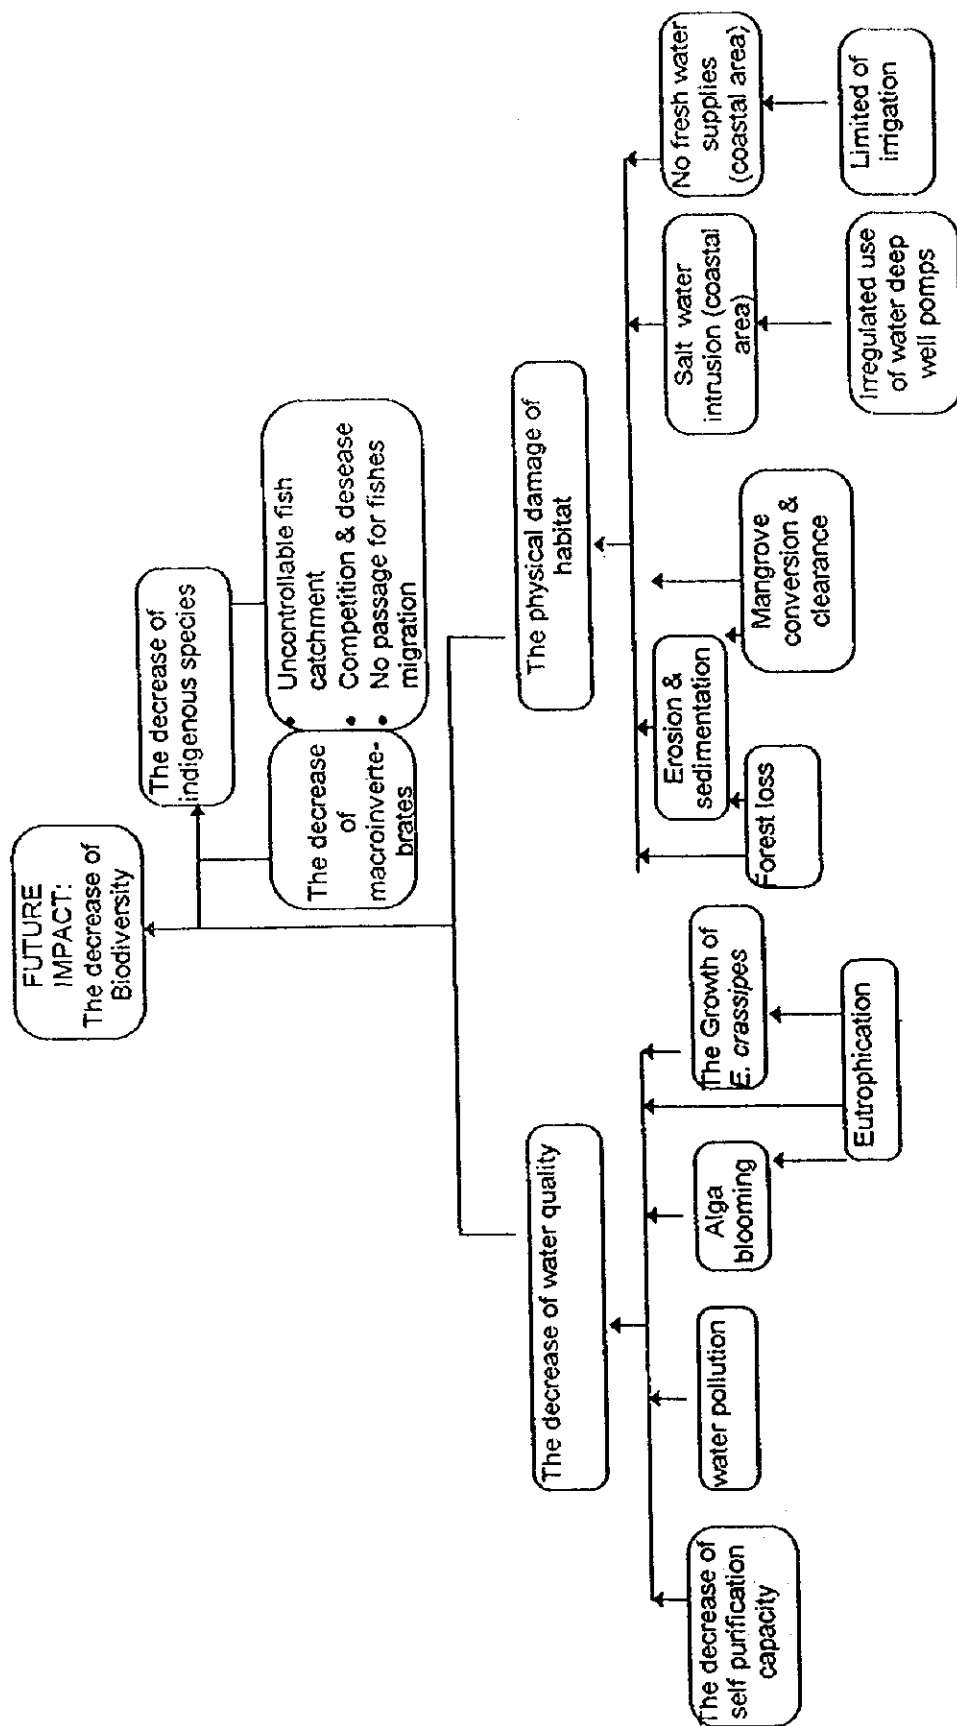 FUTURE
IMPACT:
The decrease of
Biodiversity
The decrease of
indigenous species
The decrease
of
macroinverte-
brates
• Uncontrollable fish
catchment
• Competition & desease
• No passage for fishes
migration
The decrease of water quality
The physical damage of
habitat
The decrease of
self purification
capacity
water pollution
Alga
blooming
The Growth of
E. crassipes
Eutrophication
Forest loss
Erosion &
sedimentation
Mangrove
conversion &
clearance
Salt water
intrusion (coastal
area)
No fresh water
supplies
(coastal area)
Irregulated use
of water deep
well pomps
Limited of
irrigation